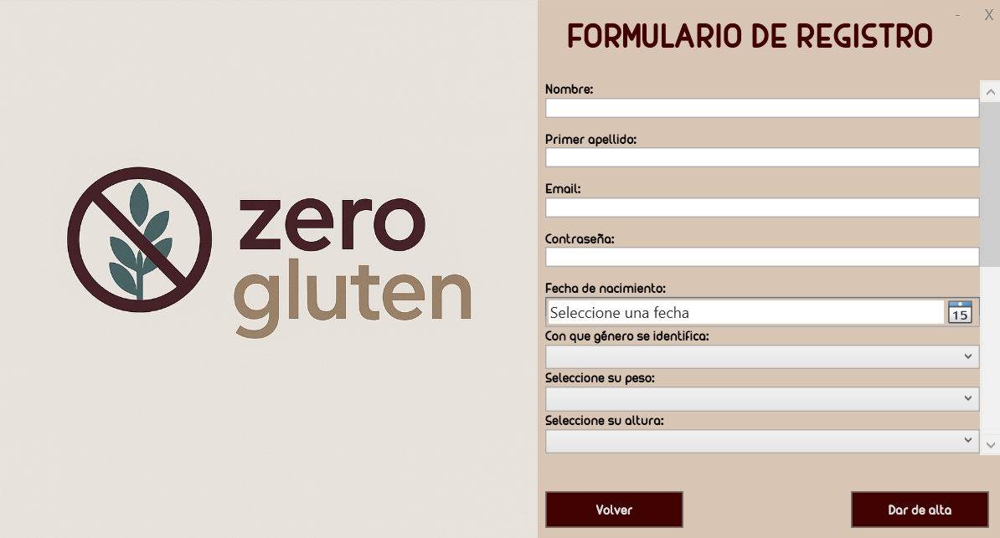 - X
FORMULARIO DE REGISTRO
zero
gluten
Nombre:
Primer apellido:
Email:
Contraseña:
Fecha de nacimiento:
Seleccione una fecha
15
Con que género se identifica:
Seleccione su peso:
Seleccione su altura:
Volver
Dar de alta